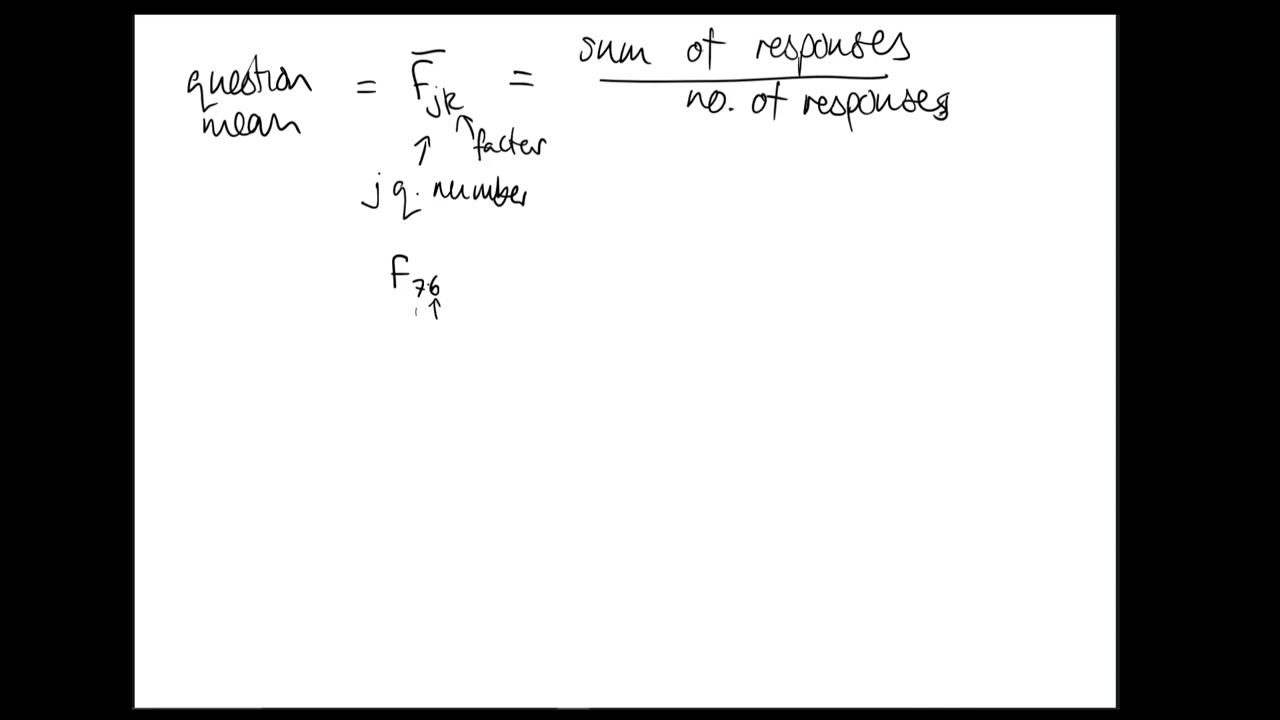 question mean = F̅jk = sum of responses / no. of responses
↑ ↑ factor
j q. number
F76
↑